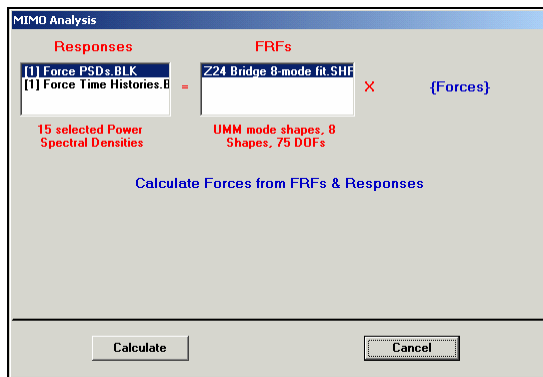 MIMO Analysis
Responses FRFs
[1] Force PSDs.BLK Z24 Bridge 8-mode fit.SHF
[1] Force Time Histories.B = X {Forces}
15 selected Power UMM mode shapes, 8
Spectral Densities Shapes, 75 DOFs
Calculate Forces from FRFs & Responses
Calculate Cancel